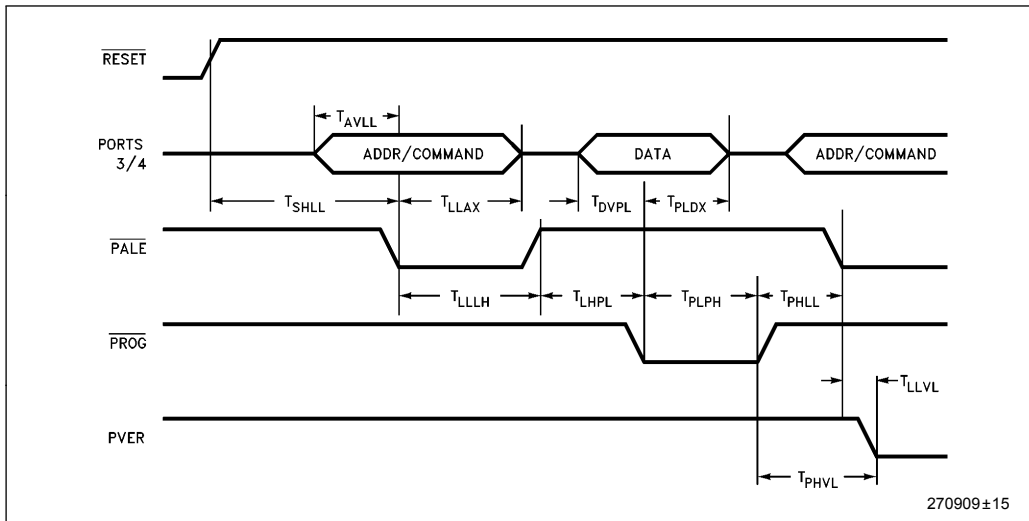 RESET
T_AVLL
PORTS
3/4
ADDR/COMMAND
DATA
ADDR/COMMAND
T_SHLL
T_LLAX
T_DVPL
T_PLDX
PALE
T_LLLH
T_LHPL
T_PLPH
T_PHLL
PROG
T_LLVL
PVER
T_PHVL
270909±15